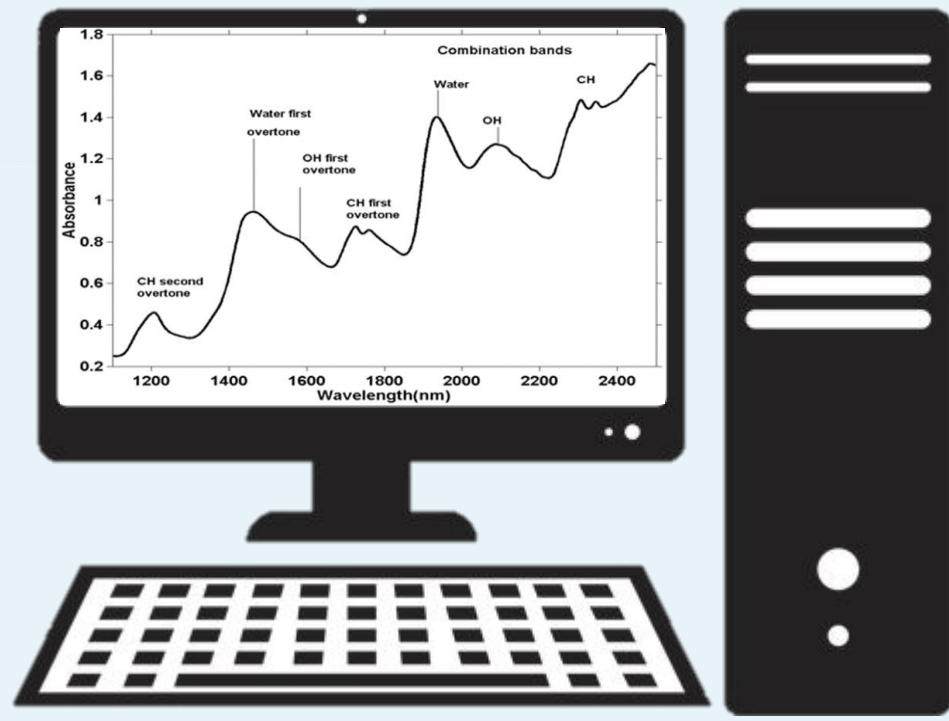 1.8
1.6
1.4
1.2
1
0.8
0.6
0.4
0.2
Absorbance
Combination bands
CH
Water
OH
Water first
overtone
OH first
overtone
CH first
overtone
CH second
overtone
1200 1400 1600 1800 2000 2200 2400
Wavelength(nm)